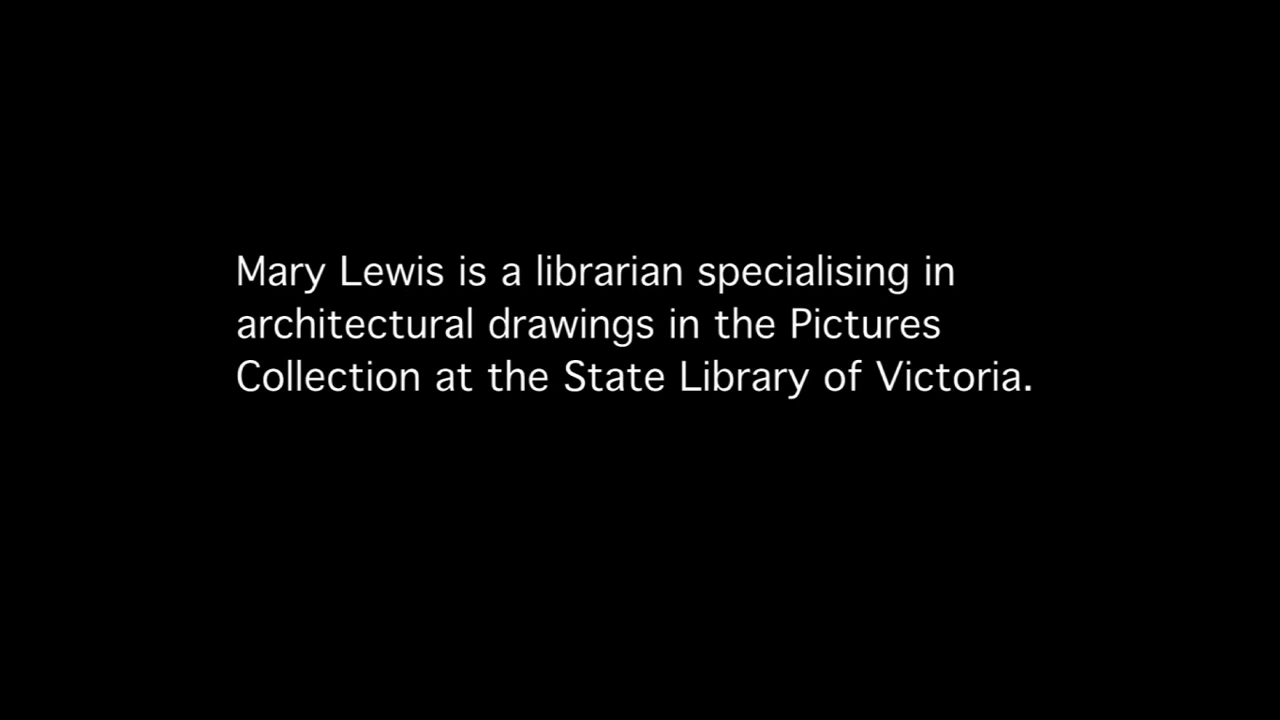 Mary Lewis is a librarian specialising in
architectural drawings in the Pictures
Collection at the State Library of Victoria.